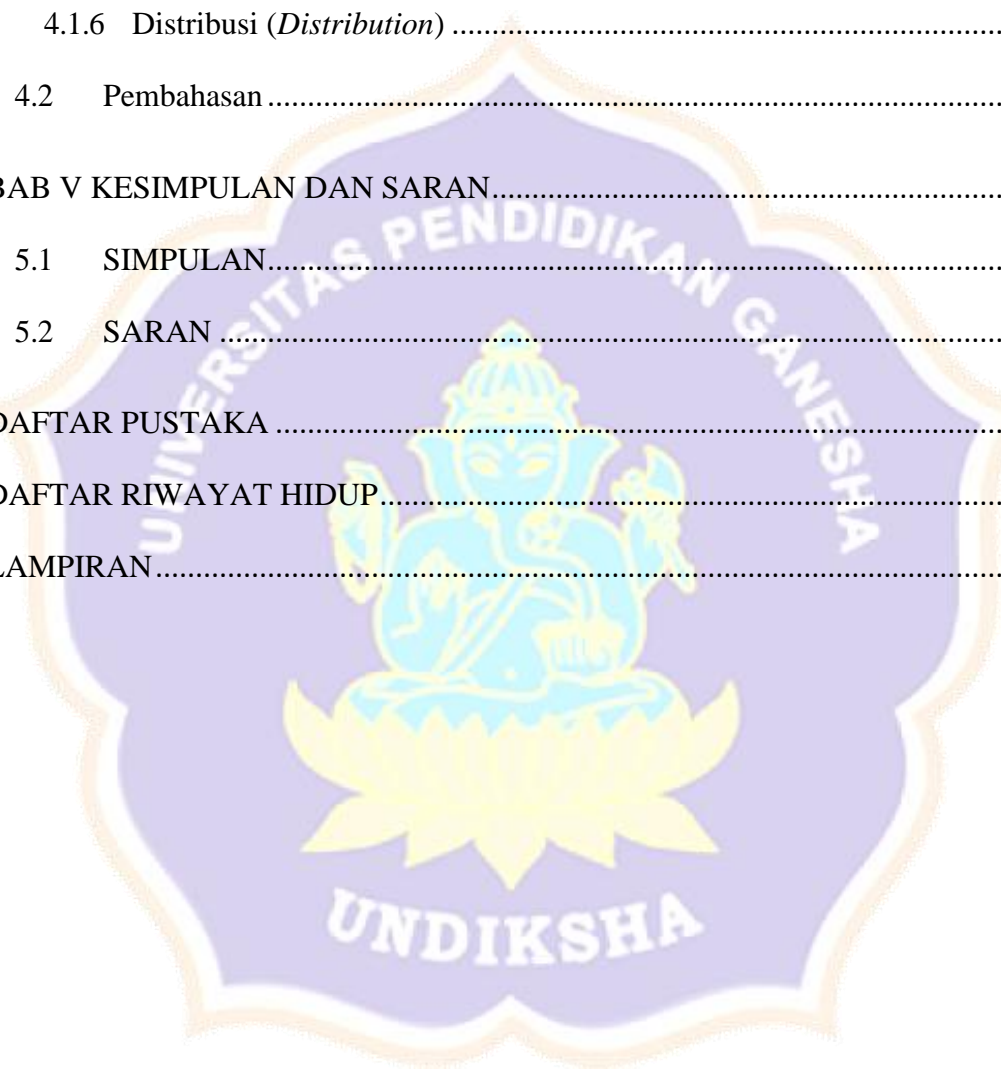 4.1.6 Distribusi (Distribution) ........................................................................
4.2 Pembahasan ........................................................................
BAB V KESIMPULAN DAN SARAN ........................................................................
5.1 SIMPULAN ........................................................................
5.2 SARAN ........................................................................
DAFTAR PUSTAKA ........................................................................
DAFTAR RIWAYAT HIDUP ........................................................................
LAMPIRAN ........................................................................
UNIVERSITAS PENDIDIKAN GANESHA
UNDIKSHA